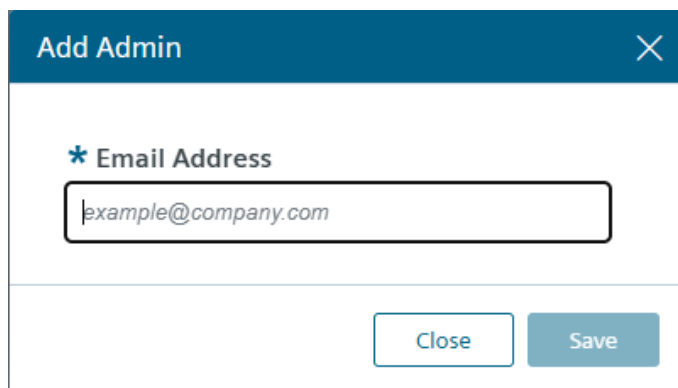 Add Admin
* Email Address
example@company.com
Close
Save